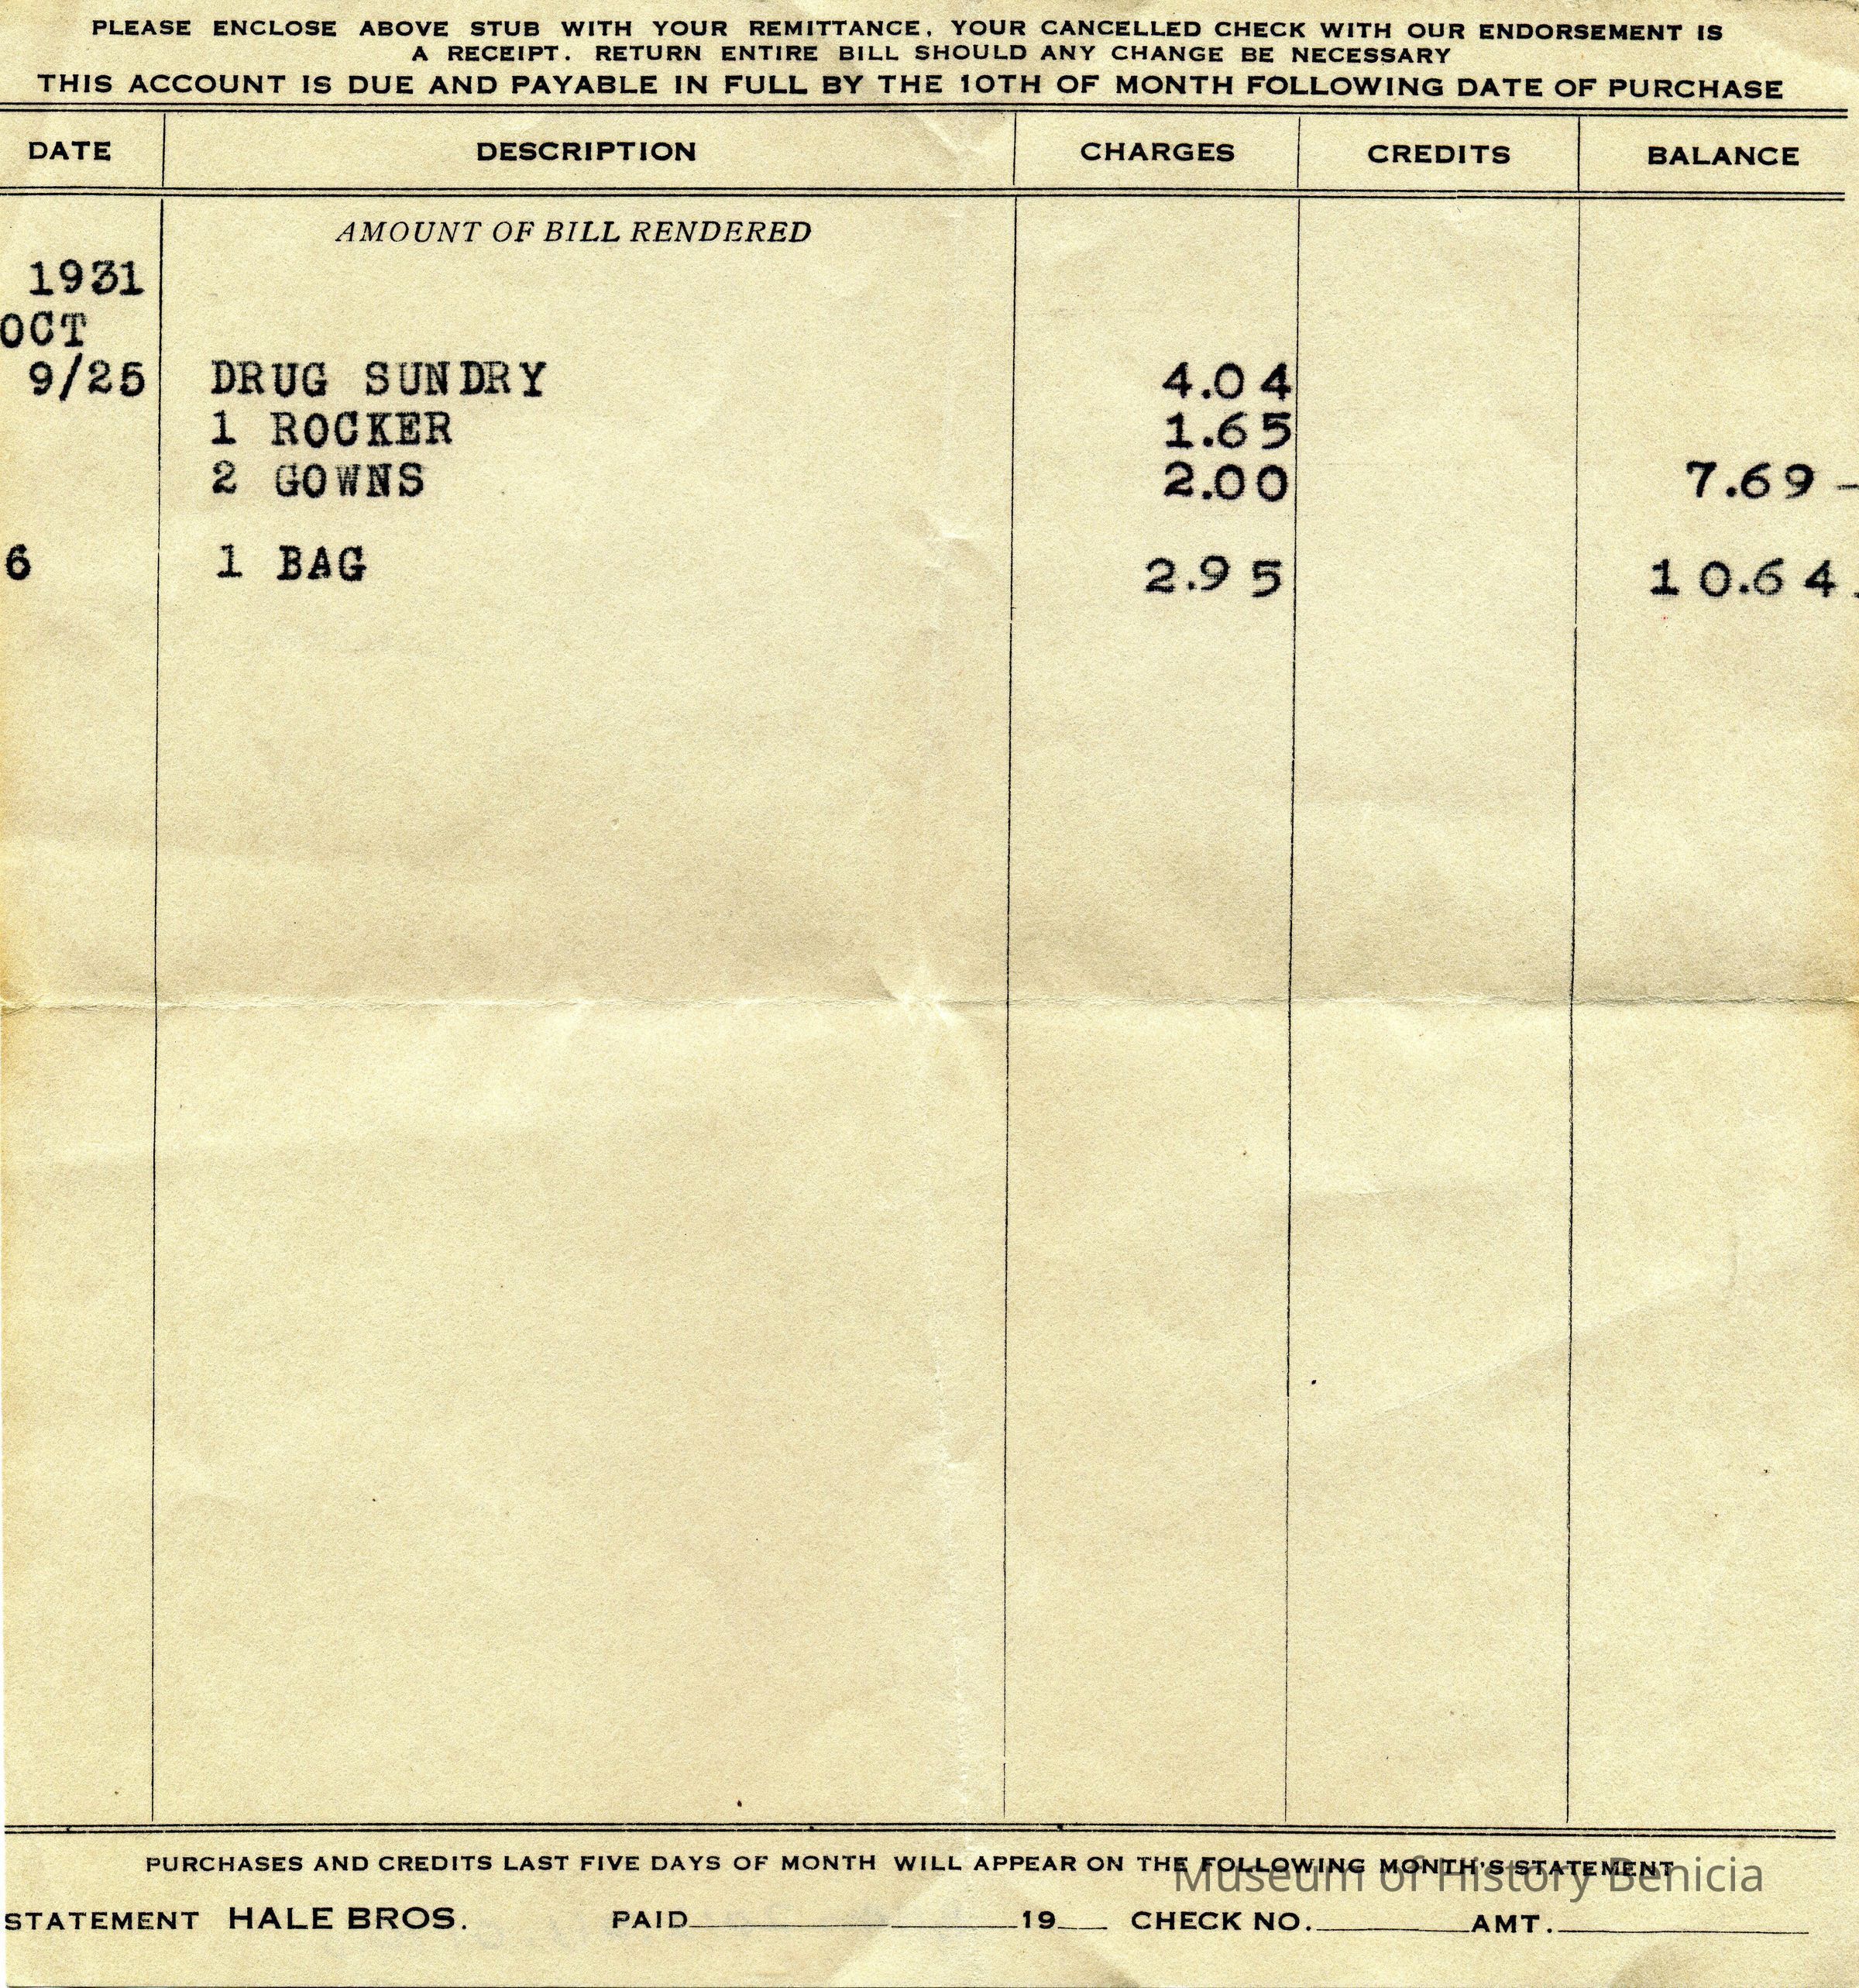 PLEASE ENCLOSE ABOVE STUB WITH YOUR REMITTANCE, YOUR CANCELLED CHECK WITH OUR ENDORSEMENT IS
A RECEIPT. RETURN ENTIRE BILL SHOULD ANY CHANGE BE NECESSARY
THIS ACCOUNT IS DUE AND PAYABLE IN FULL BY THE 10TH OF MONTH FOLLOWING DATE OF PURCHASE
DATE DESCRIPTION CHARGES CREDITS BALANCE
AMOUNT OF BILL RENDERED
1931
OCT
9/25 DRUG SUNDRY 4.04
1 ROCKER 1.65
2 GOWNS 2.00 7.69 -
6 1 BAG 2.95 10.64.
PURCHASES AND CREDITS LAST FIVE DAYS OF MONTH WILL APPEAR ON THE FOLLOWING MONTH'S STATEMENT
Museum of History Benicia
STATEMENT HALE BROS. PAID 19 CHECK NO. AMT.